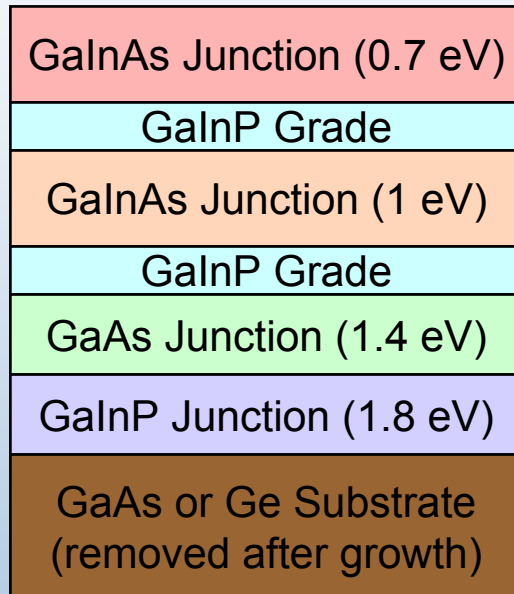 GaInAs Junction (0.7 eV)
GaInP Grade
GaInAs Junction (1 eV)
GaInP Grade
GaAs Junction (1.4 eV)
GaInP Junction (1.8 eV)
GaAs or Ge Substrate
(removed after growth)